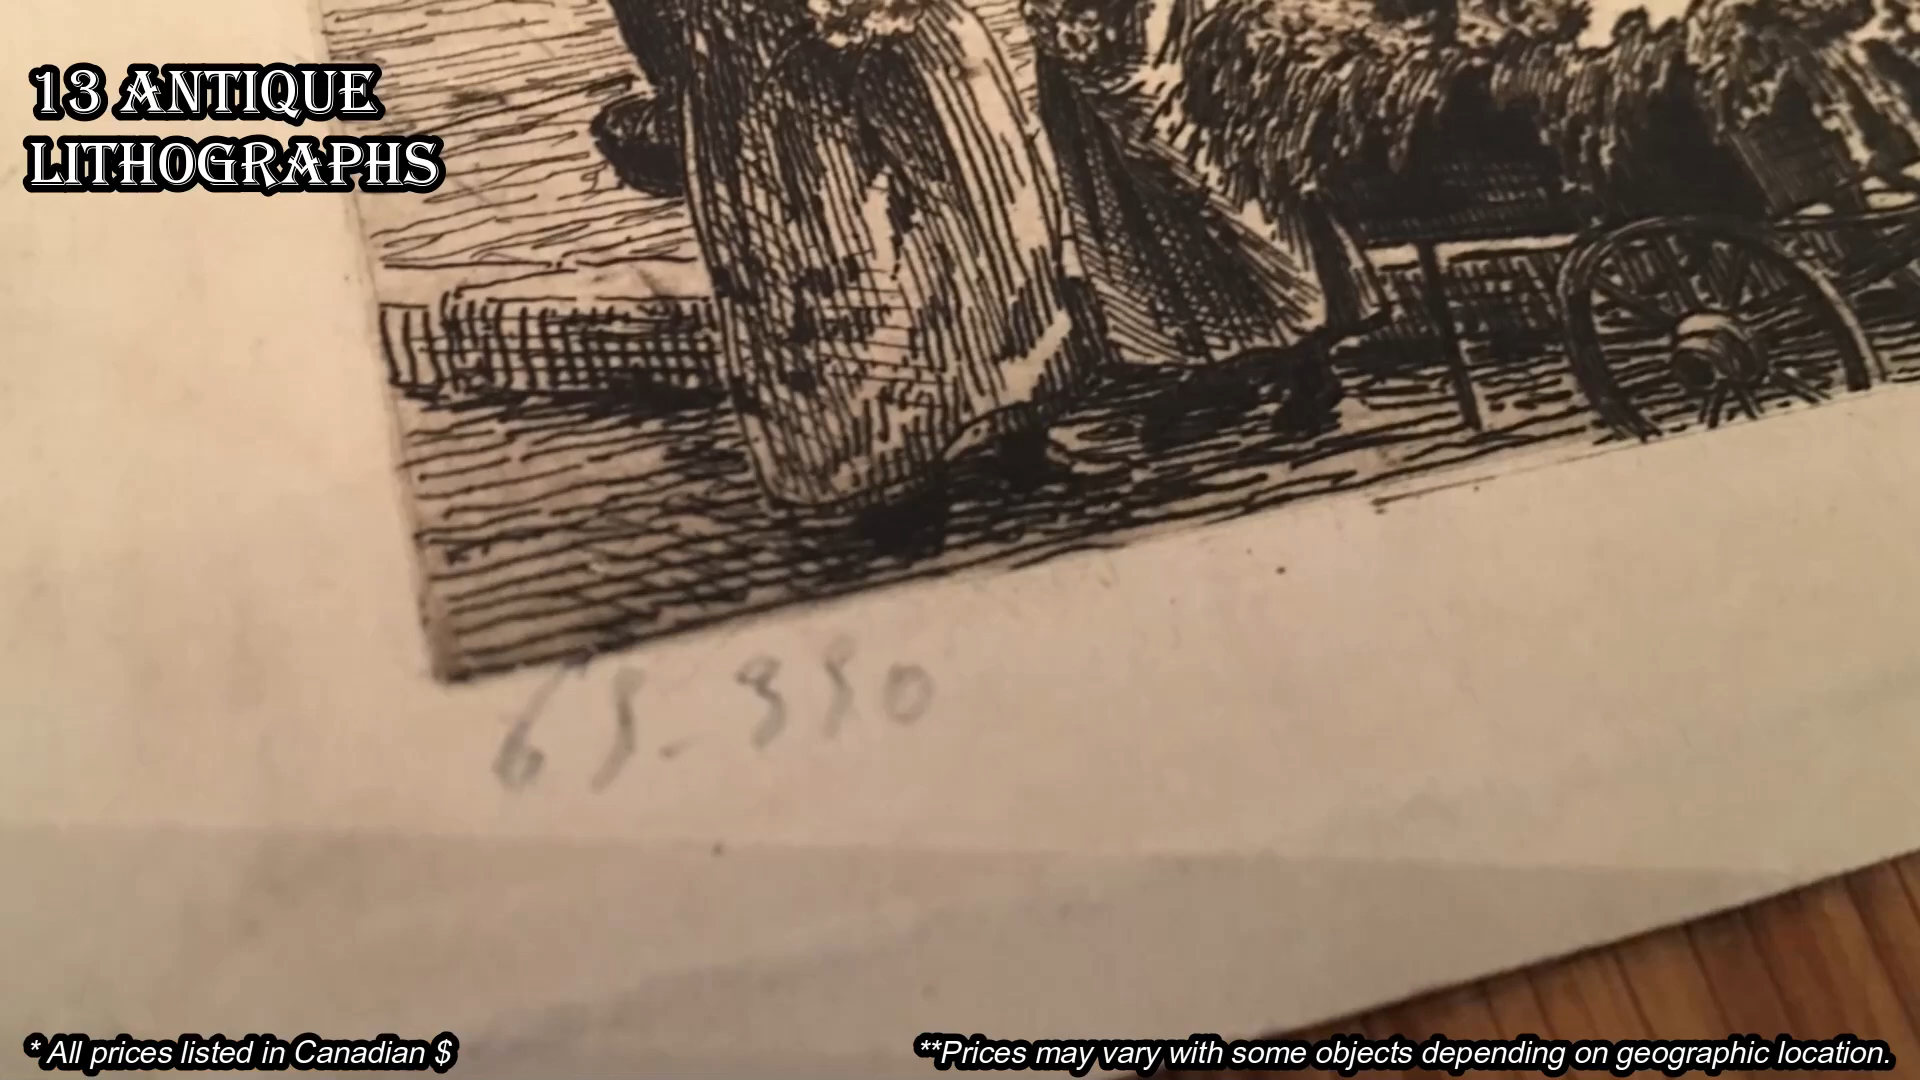 13 ANTIQUE
LITHOGRAPHS
* All prices listed in Canadian $
**Prices may vary with some objects depending on geographic location.